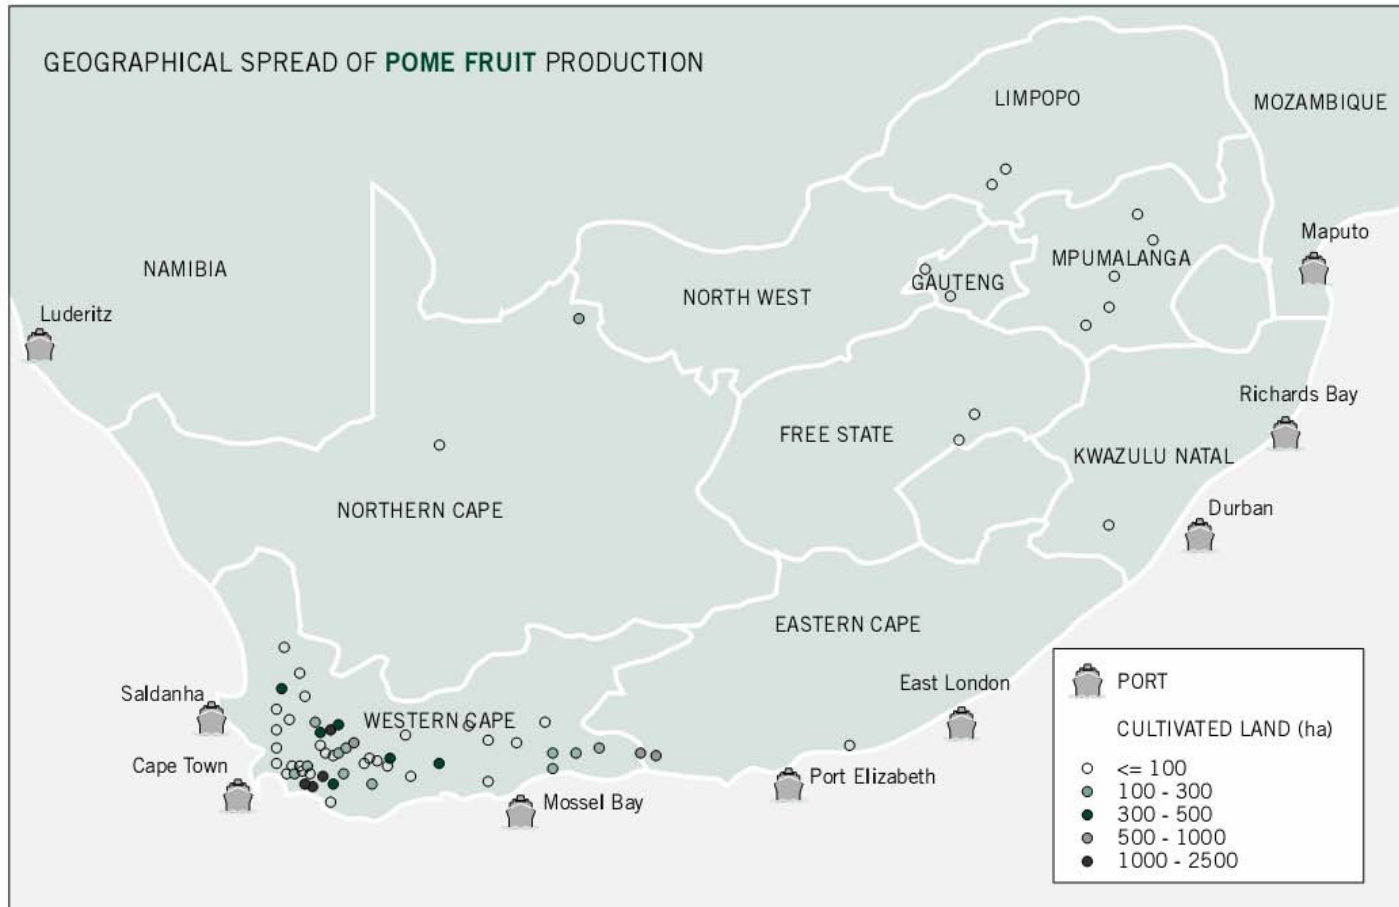 GEOGRAPHICAL SPREAD OF POME FRUIT PRODUCTION
LIMPOPO
MOZAMBIQUE
Maputo
MPUMALANGA
NAMIBIA
GAUTENG
NORTH WEST
Luderitz
Richards Bay
FREE STATE
KWAZULU NATAL
NORTHERN CAPE
Durban
EASTERN CAPE
East London
Saldanha
WESTERN CAPE
Cape Town
Port Elizabeth
Mossel Bay
PORT
CULTIVATED LAND (ha)
<= 100
100 - 300
300 - 500
500 - 1000
1000 - 2500